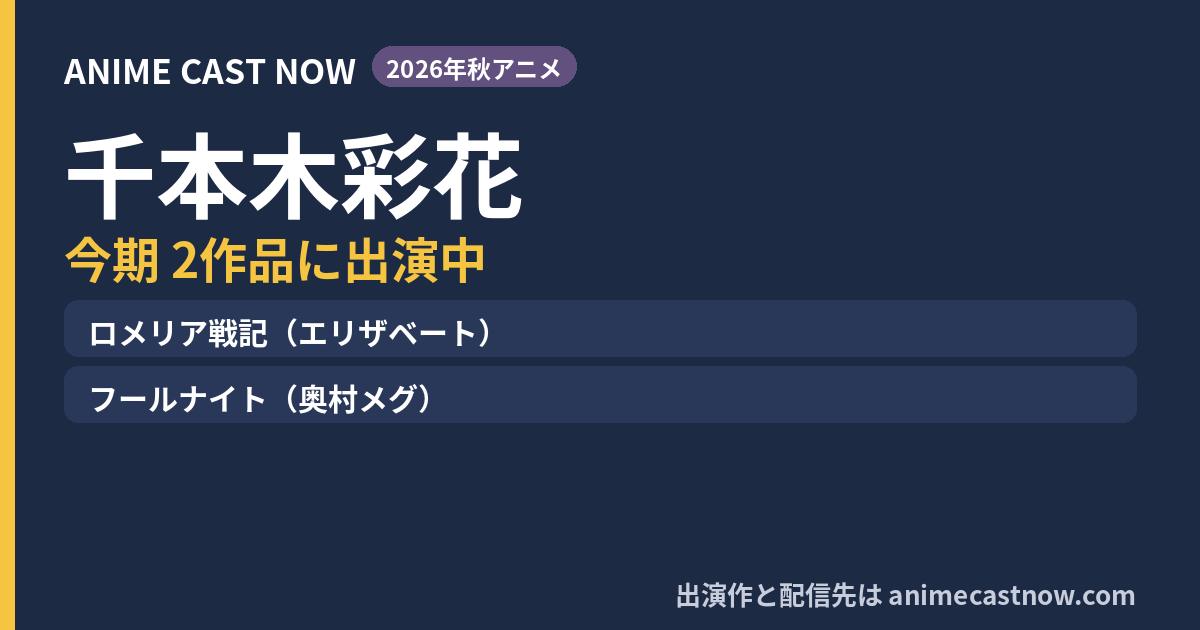 ANIME CAST NOW 2026年秋アニメ
千本木彩花
今期 2作品に出演中
ロメリア戦記（エリザベート）
フールナイト（奥村メグ）
出演作と配信先は animecastnow.com